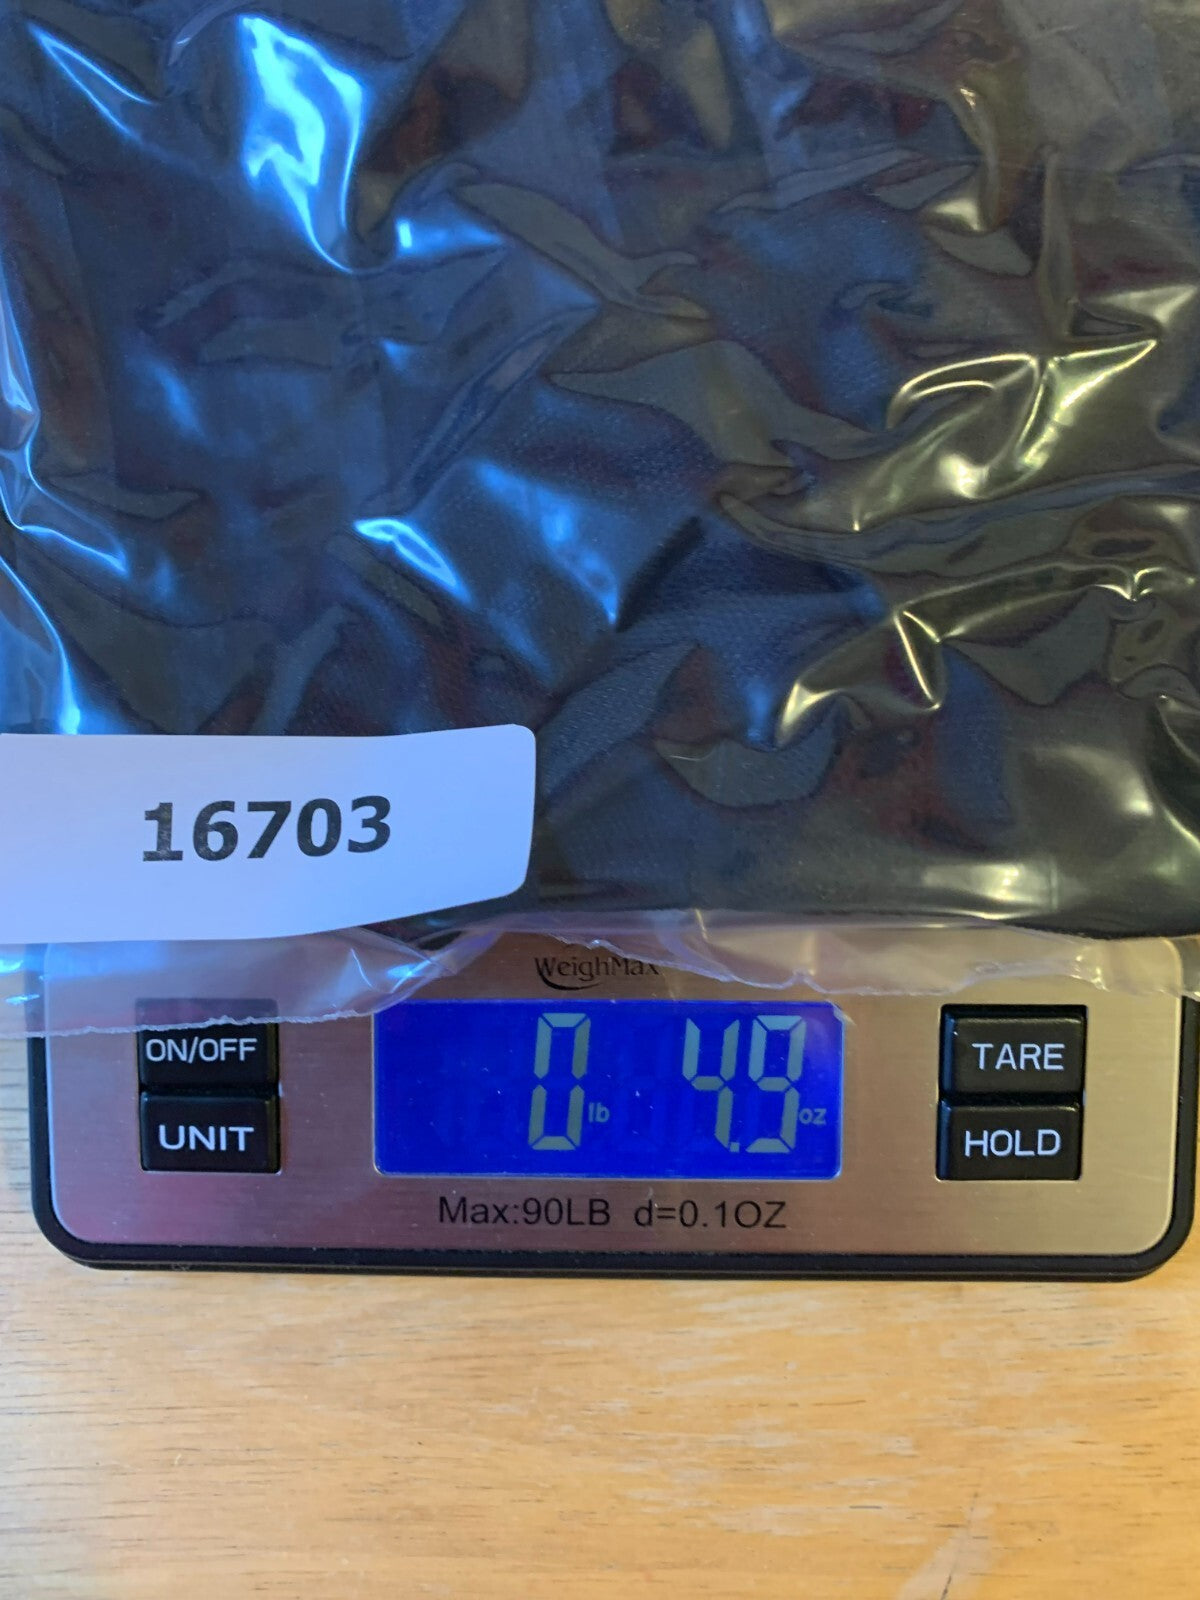 16703
WeighMax
ON/OFF
UNIT
0 lb 4.9 oz
TARE
HOLD
Max:90LB d=0.1OZ